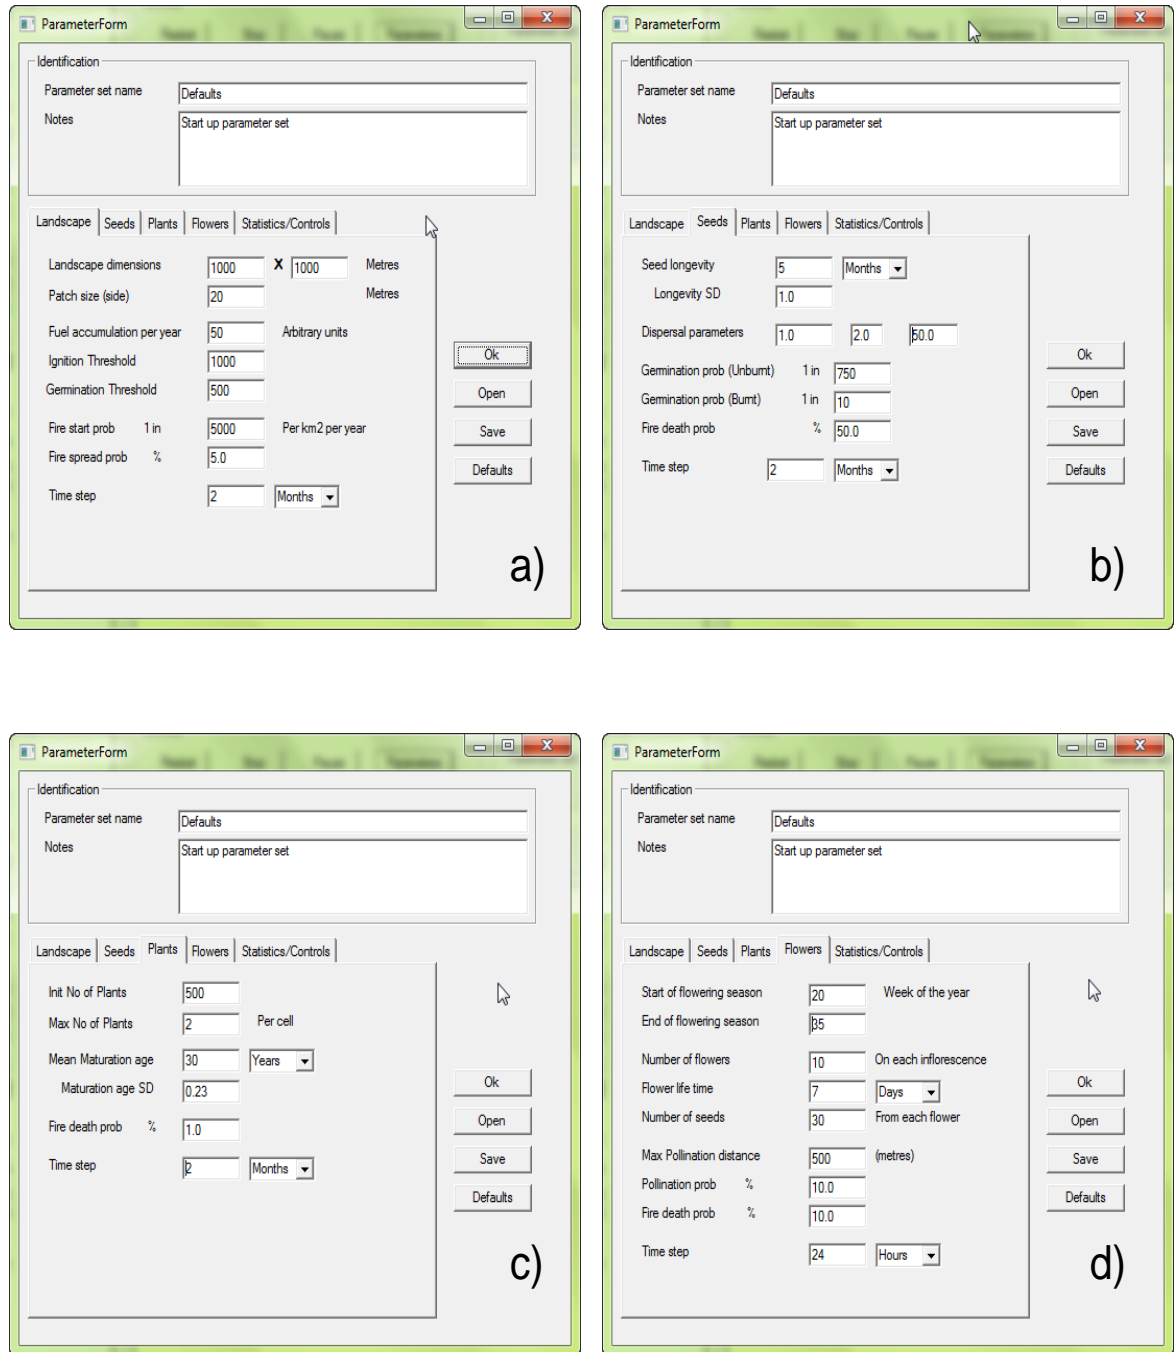 ParameterForm
Identification
Parameter set name Defaults
Notes Start up parameter set
Landscape Seeds Plants Flowers Statistics/Controls
Landscape dimensions 1000 X 1000 Metres
Patch size (side) 20 Metres
Fuel accumulation per year 50 Arbitrary units
Ignition Threshold 1000
Germination Threshold 500
Fire start prob 1 in 5000 Per km2 per year
Fire spread prob % 5.0
Time step 2 Months
Ok
Open
Save
Defaults
a)
ParameterForm
Identification
Parameter set name Defaults
Notes Start up parameter set
Landscape Seeds Plants Flowers Statistics/Controls
Seed longevity 5 Months
Longevity SD 1.0
Dispersal parameters 1.0 2.0 50.0
Germination prob (Unburnt) 1 in 750
Germination prob (Burnt) 1 in 10
Fire death prob % 50.0
Time step 2 Months
Ok
Open
Save
Defaults
b)
ParameterForm
Identification
Parameter set name Defaults
Notes Start up parameter set
Landscape Seeds Plants Flowers Statistics/Controls
Init No of Plants 500
Max No of Plants 2 Per cell
Mean Maturation age 30 Years
Maturation age SD 0.23
Fire death prob % 1.0
Time step 2 Months
Ok
Open
Save
Defaults
c)
ParameterForm
Identification
Parameter set name Defaults
Notes Start up parameter set
Landscape Seeds Plants Flowers Statistics/Controls
Start of flowering season 20 Week of the year
End of flowering season 35
Number of flowers 10 On each inflorescence
Flower life time 7 Days
Number of seeds 30 From each flower
Max Pollination distance 500 (metres)
Pollination prob % 10.0
Fire death prob % 10.0
Time step 24 Hours
Ok
Open
Save
Defaults
d)